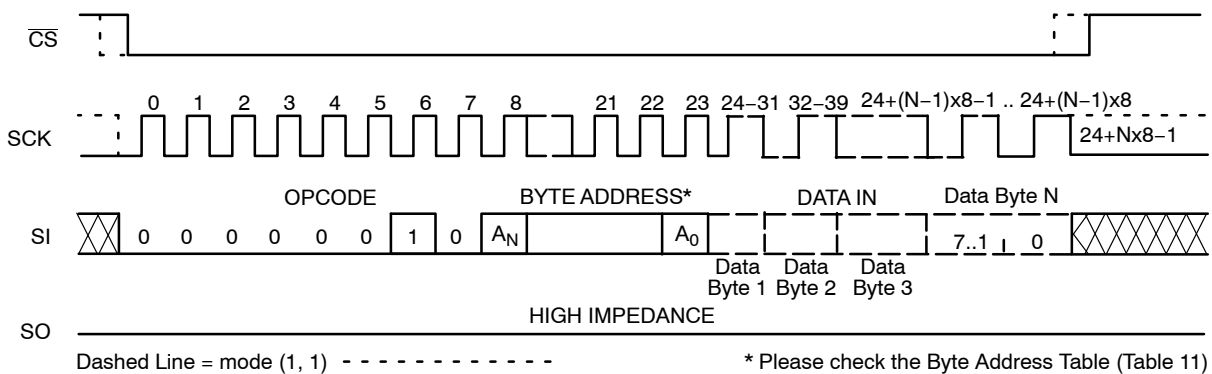 CS
0 1 2 3 4 5 6 7 8 21 22 23 24–31 32–39 24+(N–1)x8–1 .. 24+(N–1)x8
SCK
24+Nx8–1
OPCODE BYTE ADDRESS* DATA IN Data Byte N
SI
0 0 0 0 0 0 1 0 AN A0 7..1 0
Data Byte 1
Data Byte 2
Data Byte 3
HIGH IMPEDANCE
SO
Dashed Line = mode (1, 1)
* Please check the Byte Address Table (Table 11)